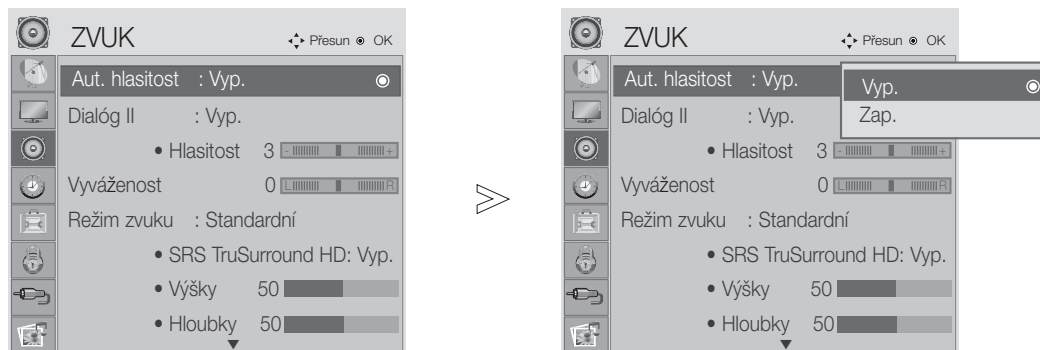 ZVUK
Přesun OK
Aut. hlasitost : Vyp.
Dialóg II : Vyp.
• Hlasitost 3 - +
Vyváženost 0 L R
Režim zvuku : Standardní
• SRS TruSurround HD: Vyp.
• Výšky 50
• Hloubky 50
ZVUK
Přesun OK
Aut. hlasitost : Vyp.
Vyp.
Zap.
Dialóg II : Vyp.
• Hlasitost 3 - +
Vyváženost 0 L R
Režim zvuku : Standardní
• SRS TruSurround HD: Vyp.
• Výšky 50
• Hloubky 50